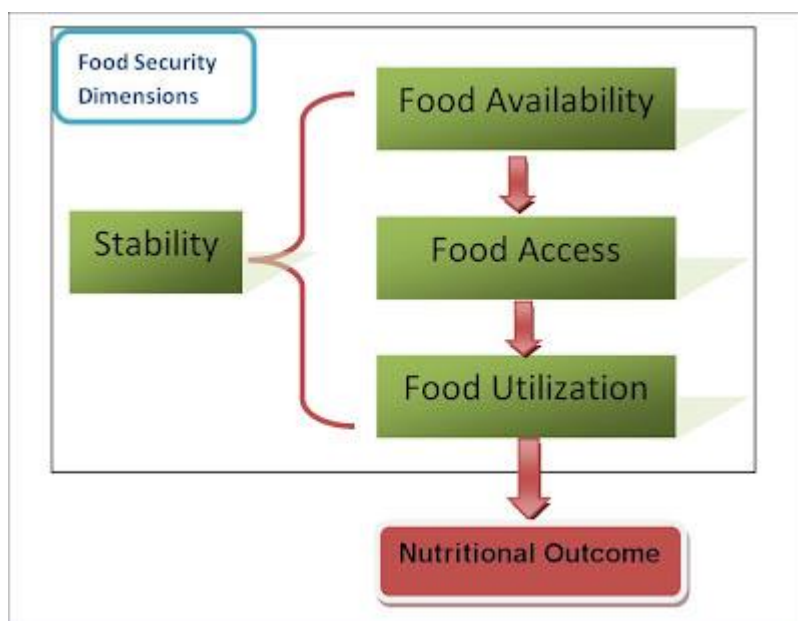 Food Security
Dimensions
Food Availability
Stability
Food Access
Food Utilization
Nutritional Outcome